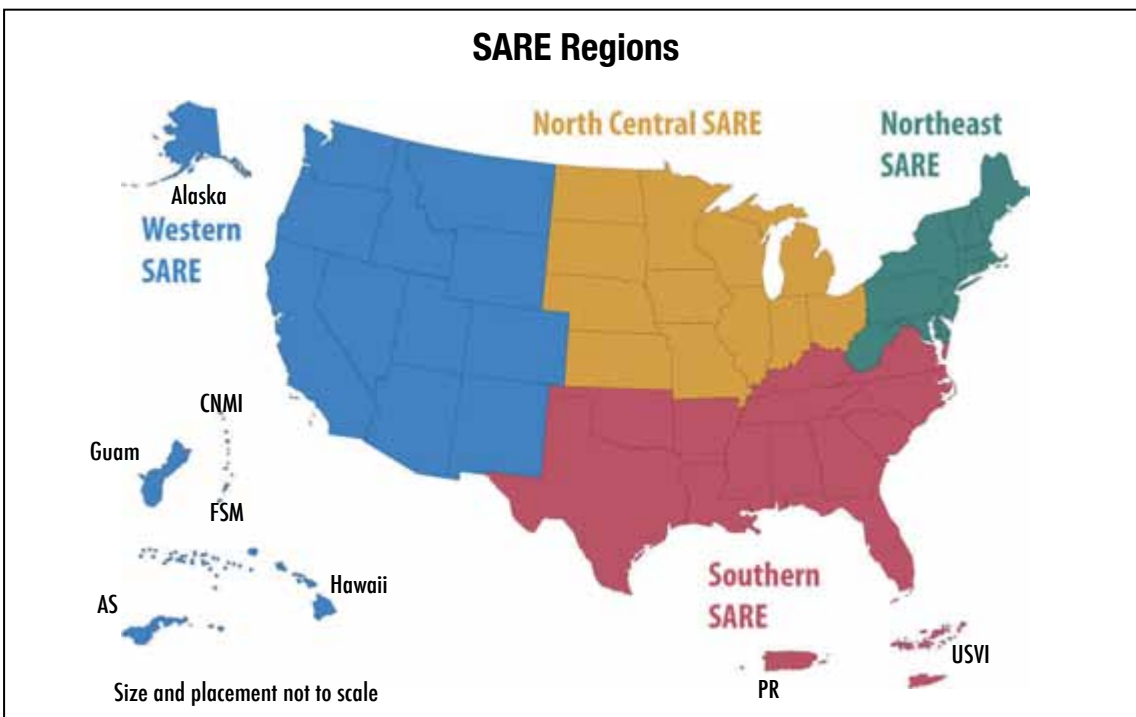 SARE Regions
North Central SARE
Northeast
SARE
Alaska
Western
SARE
CNMI
Guam
FSM
Hawaii
AS
Southern
SARE
USVI
PR
Size and placement not to scale